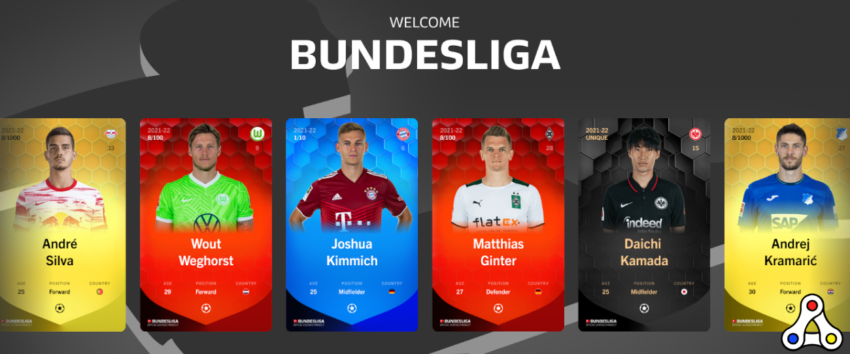 WELCOME
BUNDESLIGA
2021-22
8/1000
33
André
Silva
AGE
POSITION
COUNTRY
25
Forward
2021-22
8/100
9
Wout
Weghorst
AGE
POSITION
COUNTRY
29
Forward
BUNDESLIGA
2021-22
1/10
6
Joshua
Kimmich
T
AGE
POSITION
COUNTRY
25
Midfielder
BUNDESLIGA
2021-22
8/100
28
flatex
Matthias
Ginter
AGE
POSITION
COUNTRY
27
Defender
BUNDESLIGA
2021-22
UNIQUE
15
indeed
Daichi
Kamada
AGE
POSITION
COUNTRY
25
Midfielder
BUNDESLIGA
2021-22
8/1000
SAP
Andrej
Kramarić
AGE
POSITION
COUNTRY
30
Forward
BUNDESLIGA